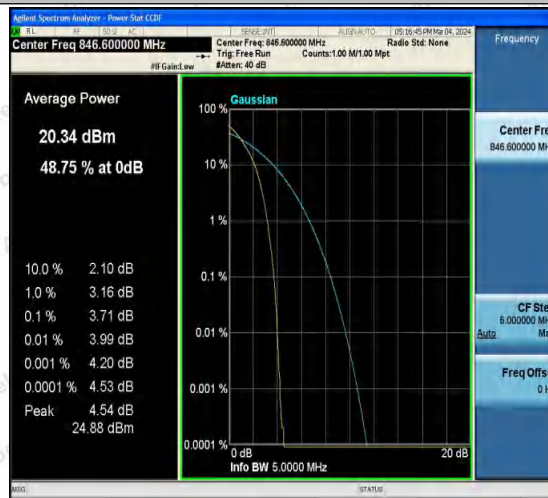 Agilent Spectrum Analyzer - Power Stat CCDF
RL RF 50 Ω AC SENSE:INT ALIGN AUTO 05:16:45 PM Mar 04, 2024
Center Freq 846.600000 MHz
Center Freq: 846.600000 MHz Radio Std: None
Trig: Free Run Counts:1.00 M/1.00 Mpt
#IFGain:Low #Atten: 40 dB
Frequency
Average Power
20.34 dBm
48.75 % at 0dB
10.0 % 2.10 dB
1.0 % 3.16 dB
0.1 % 3.71 dB
0.01 % 3.99 dB
0.001 % 4.20 dB
0.0001 % 4.53 dB
Peak 4.54 dB
24.88 dBm
Gaussian
100 %
10 %
1 %
0.1 %
0.01 %
0.001 %
0.0001 %
0 dB 20 dB
Info BW 5.0000 MHz
Center Fre
846.600000 MH
CF Ste
5.000000 MH
Auto Ma
Freq Offs
0 H
MSG STATUS